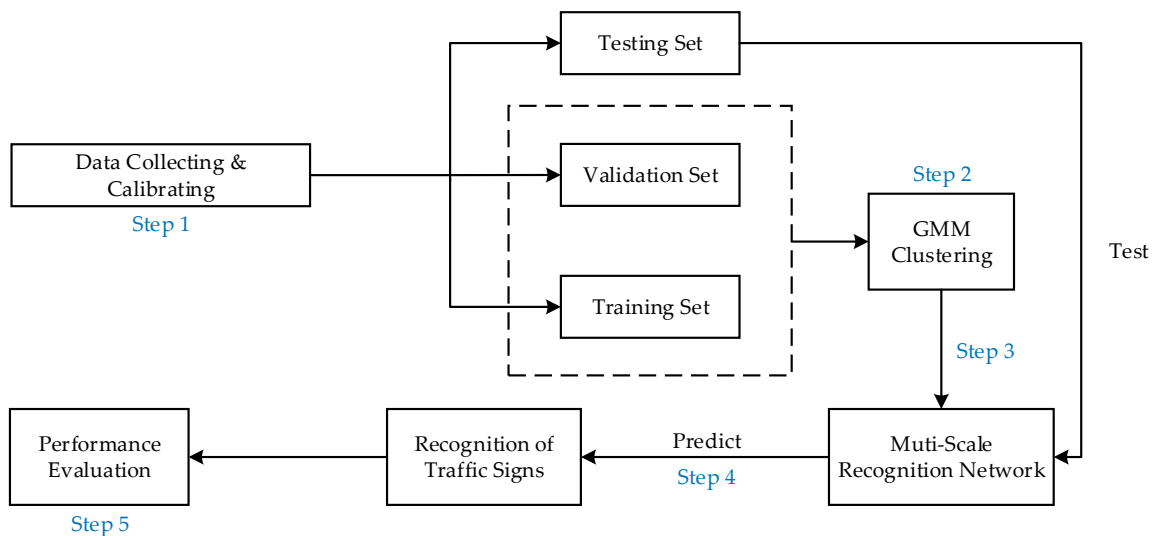 Testing Set
Data Collecting &
Calibrating
Step 1
Validation Set
Training Set
Step 2
GMM
Clustering
Test
Step 3
Muti-Scale
Recognition Network
Predict
Step 4
Recognition of
Traffic Signs
Performance
Evaluation
Step 5